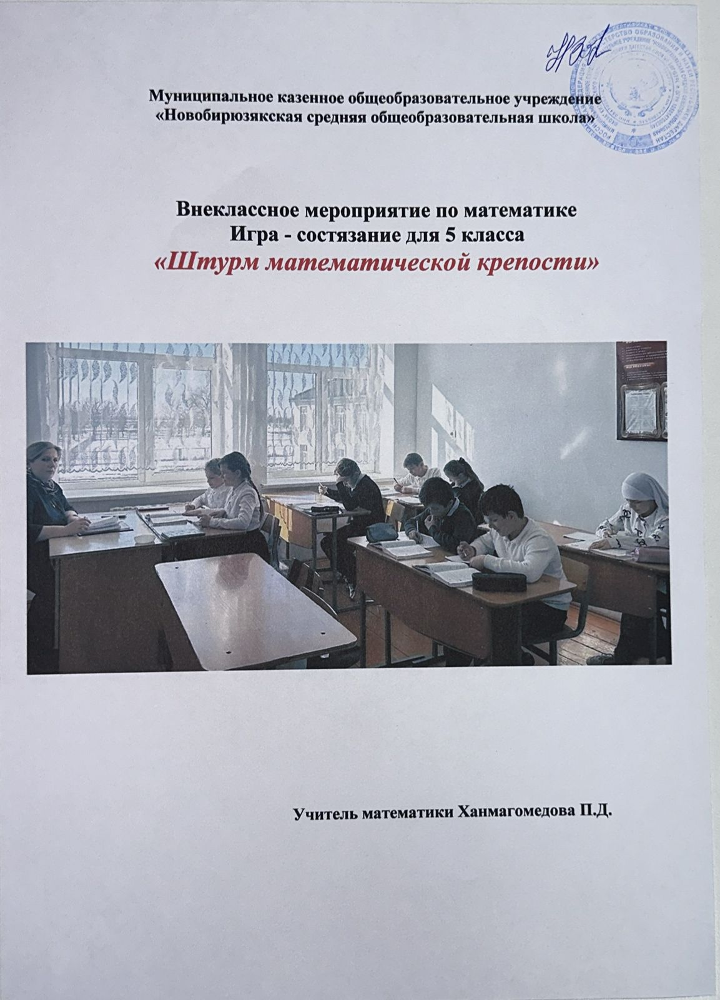 Муниципальное казенное общеобразовательное учреждение
«Новобирюзякская средняя общеобразовательная школа»
Внеклассное мероприятие по математике
Игра - состязание для 5 класса
«Штурм математической крепости»
Учитель математики Ханмагомедова П.Д.